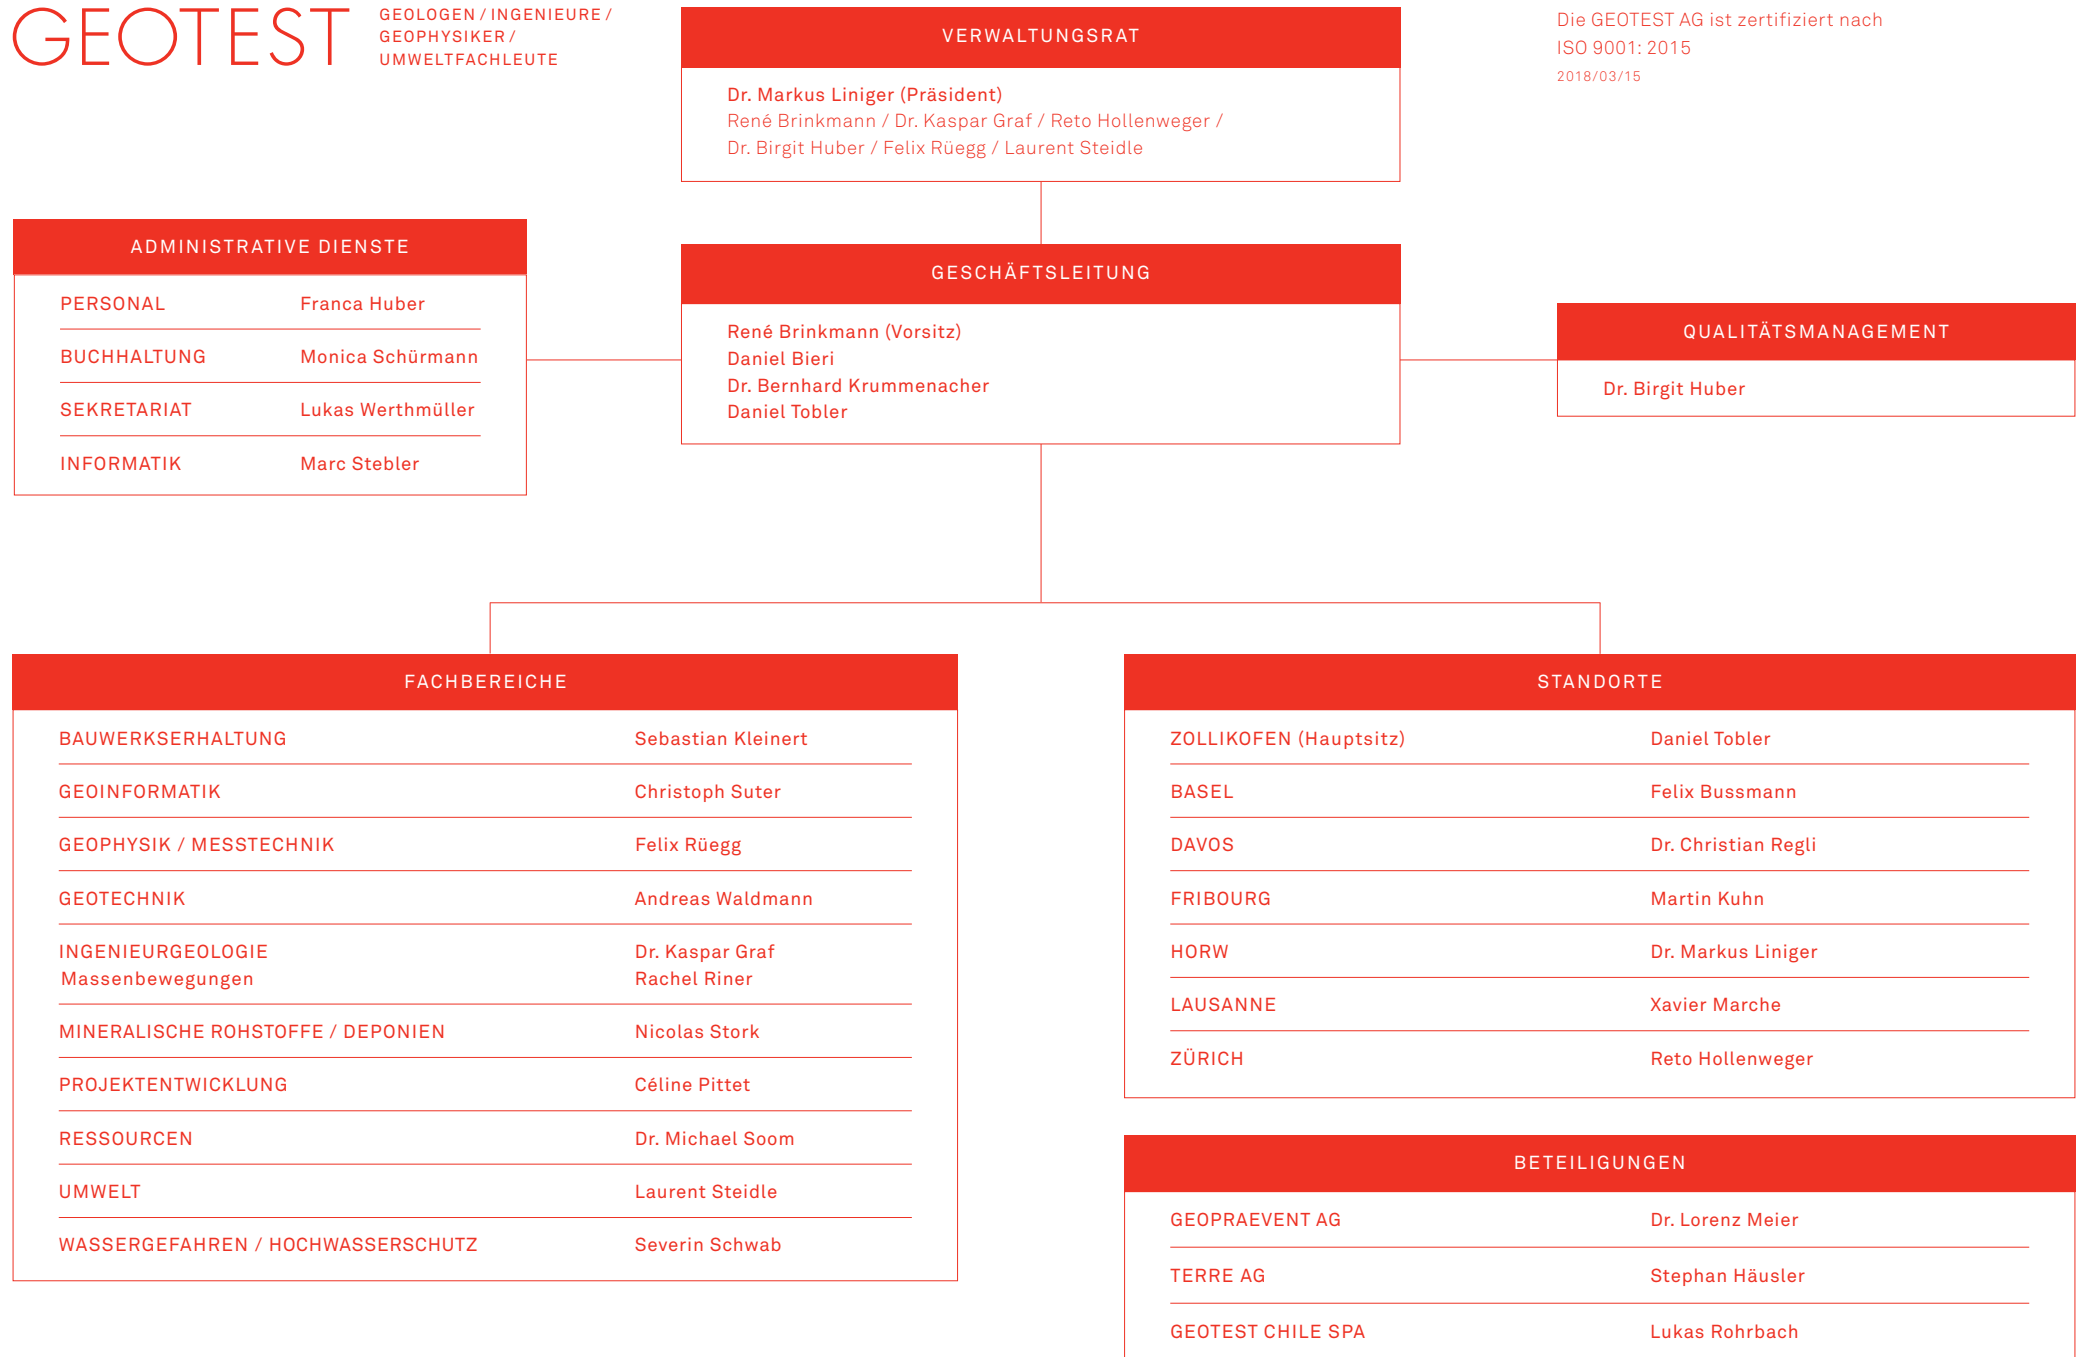 GEOTEST
GEOLOGEN / INGENIEURE /
GEOPHYSIKER /
UMWELTFACHLEUTE
VERWALTUNGSRAT
Dr. Markus Liniger (Präsident)
René Brinkmann / Dr. Kaspar Graf / Reto Hollenweger /
Dr. Birgit Huber / Felix Rüegg / Laurent Steidle
Die GEOTEST AG ist zertifiziert nach
ISO 9001: 2015
2018/03/15
ADMINISTRATIVE DIENSTE
PERSONAL Franca Huber
BUCHHALTUNG Monica Schürmann
SEKRETARIAT Lukas Werthmüller
INFORMATIK Marc Stebler
GESCHÄFTSLEITUNG
René Brinkmann (Vorsitz)
Daniel Bieri
Dr. Bernhard Krummenacher
Daniel Tobler
QUALITÄTSMANAGEMENT
Dr. Birgit Huber
FACHBEREICHE
BAUWERKSERHALTUNG Sebastian Kleinert
GEOINFORMATIK Christoph Suter
GEOPHYSIK / MESSTECHNIK Felix Rüegg
GEOTECHNIK Andreas Waldmann
INGENIEURGEOLOGIE Dr. Kaspar Graf
Massenbewegungen Rachel Riner
MINERALISCHE ROHSTOFFE / DEPONIEN Nicolas Stork
PROJEKTENTWICKLUNG Céline Pittet
RESSOURCEN Dr. Michael Soom
UMWELT Laurent Steidle
WASSERGEFAHREN / HOCHWASSERSCHUTZ Severin Schwab
STANDORTE
ZOLLIKOFEN (Hauptsitz) Daniel Tobler
BASEL Felix Bussmann
DAVOS Dr. Christian Regli
FRIBOURG Martin Kuhn
HORW Dr. Markus Liniger
LAUSANNE Xavier Marche
ZÜRICH Reto Hollenweger
BETEILIGUNGEN
GEOPRAEVENT AG Dr. Lorenz Meier
TERRE AG Stephan Häusler
GEOTEST CHILE SPA Lukas Rohrbach